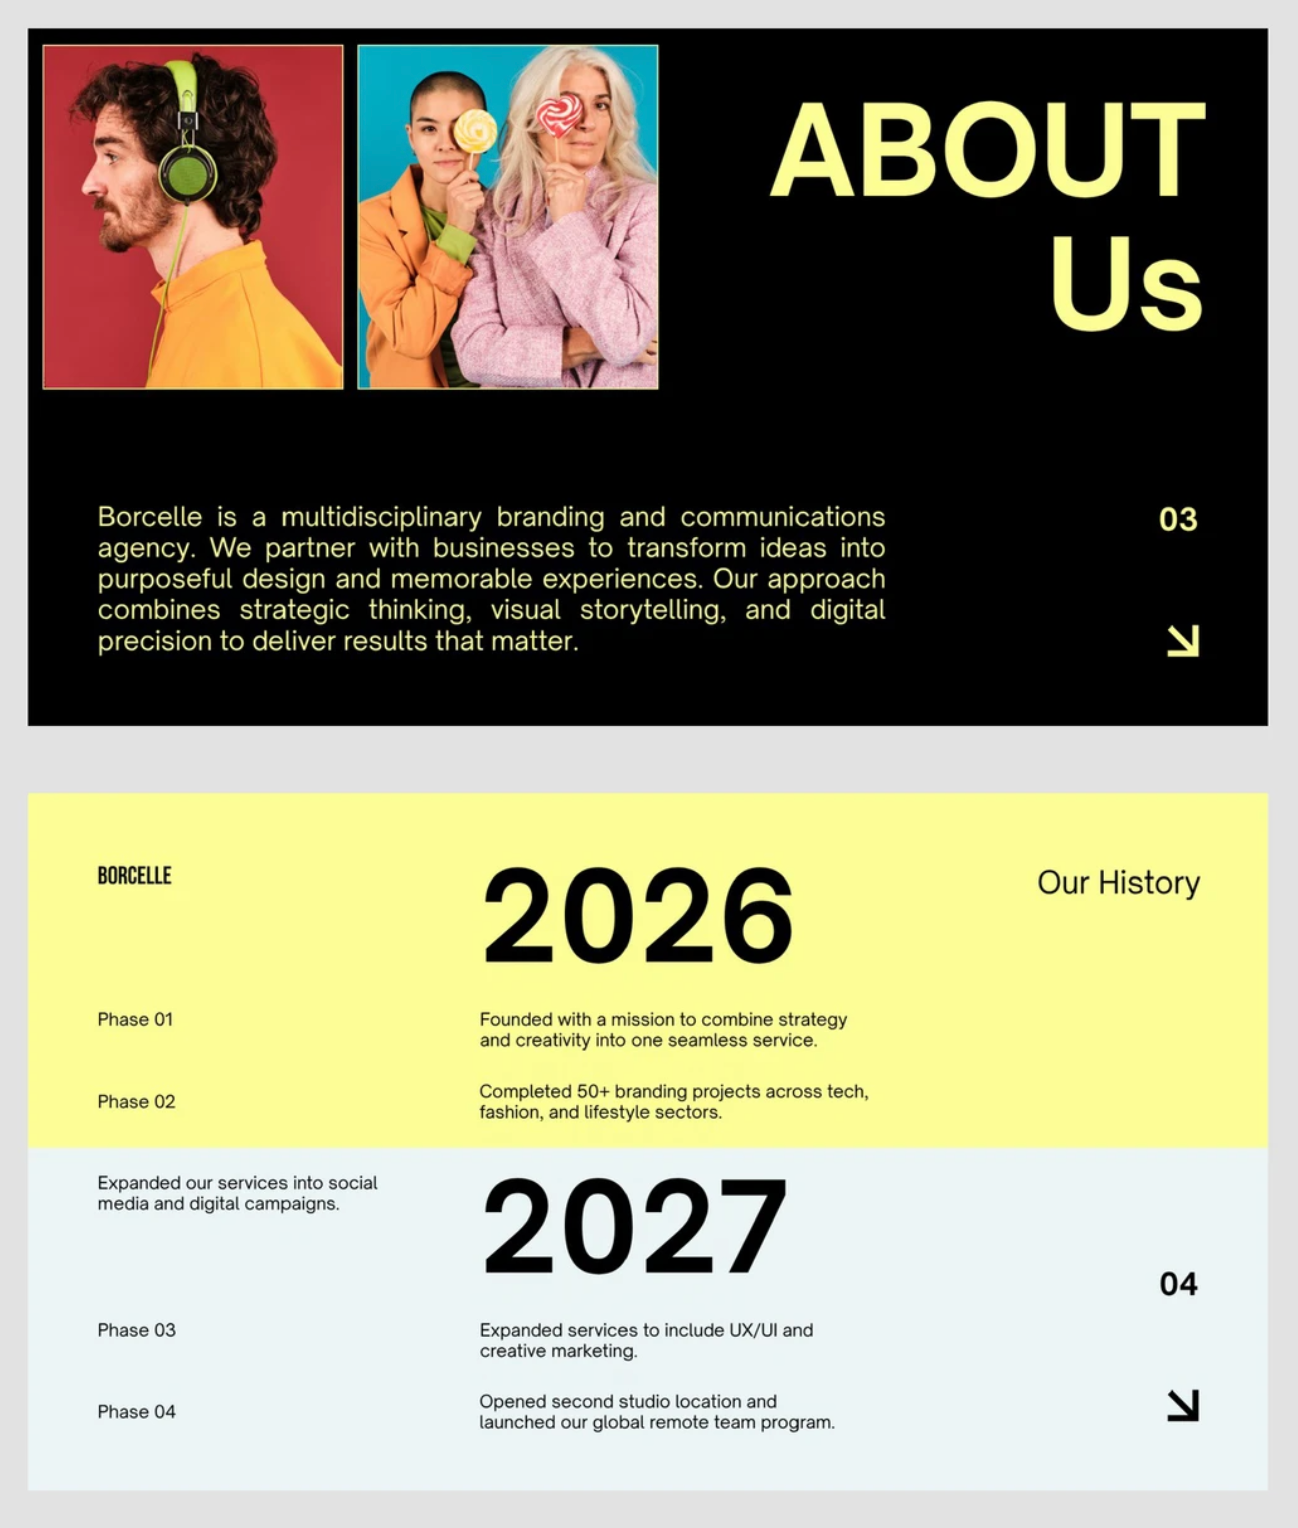 ABOUT
Us
Borcelle is a multidisciplinary branding and communications
agency. We partner with businesses to transform ideas into
purposeful design and memorable experiences. Our approach
combines strategic thinking, visual storytelling, and digital
precision to deliver results that matter.
03
BORCELLE
2026
Our History
Phase 01
Founded with a mission to combine strategy
and creativity into one seamless service.
Phase 02
Completed 50+ branding projects across tech,
fashion, and lifestyle sectors.
Expanded our services into social
media and digital campaigns.
2027
04
Phase 03
Expanded services to include UX/UI and
creative marketing.
Phase 04
Opened second studio location and
launched our global remote team program.